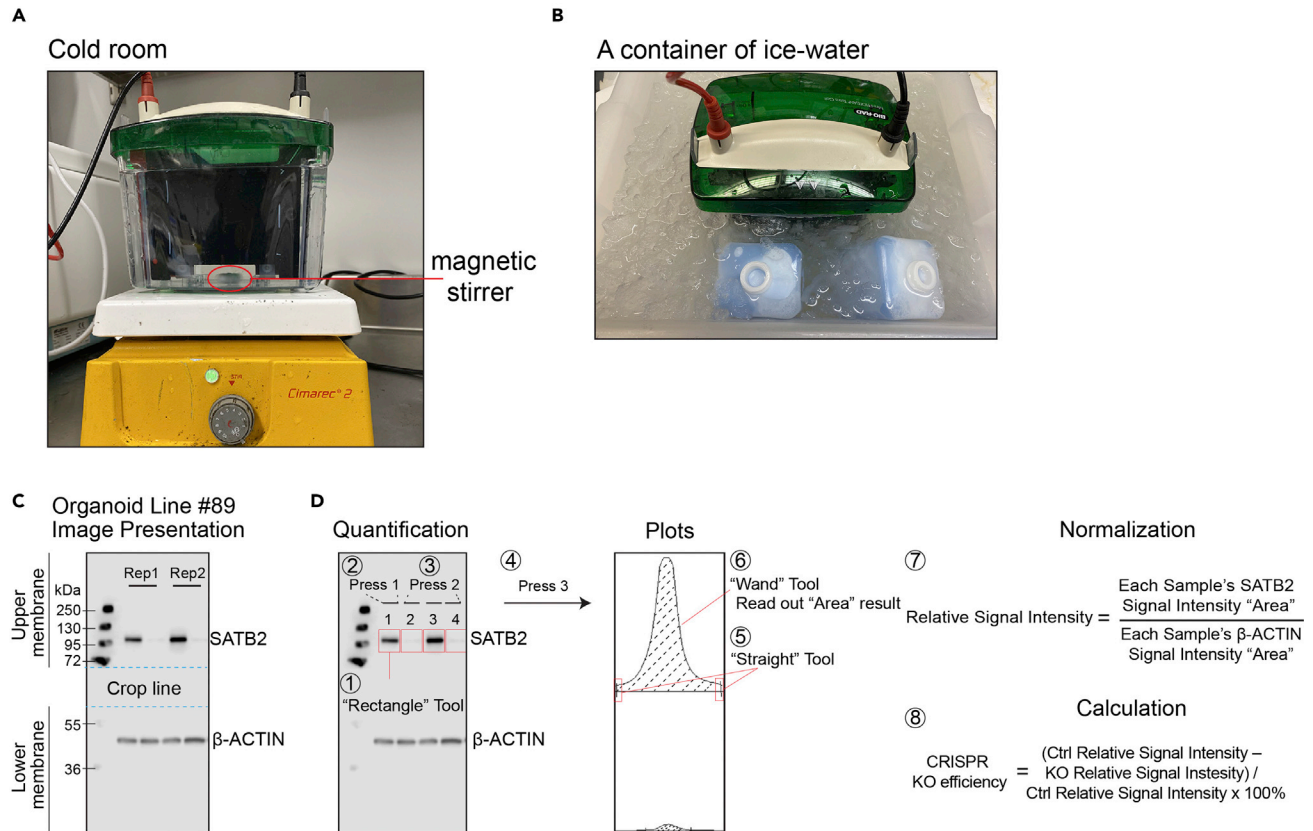 A
Cold room
magnetic
stirrer
Cimarec® 2
B
A container of ice-water
BIO-RAD
C
Organoid Line #89
Image Presentation
Upper
membrane
Lower
membrane
Rep1 Rep2
kDa
250
130
95
72
SATB2
Crop line
55
β-ACTIN
36
D
Quantification
② ③
Press 1 Press 2
1 2 3 4
SATB2
①
“Rectangle” Tool
β-ACTIN
④
Press 3
Plots
⑥
“Wand” Tool
Read out “Area” result
⑤
“Straight” Tool
Normalization
⑦
Relative Signal Intensity =
Each Sample’s SATB2
Signal Intensity “Area”
Each Sample’s β-ACTIN
Signal Intensity “Area”
Calculation
⑧
CRISPR
KO efficiency
=
(Ctrl Relative Signal Intensity –
KO Relative Signal Instesity) /
Ctrl Relative Signal Intensity x 100%